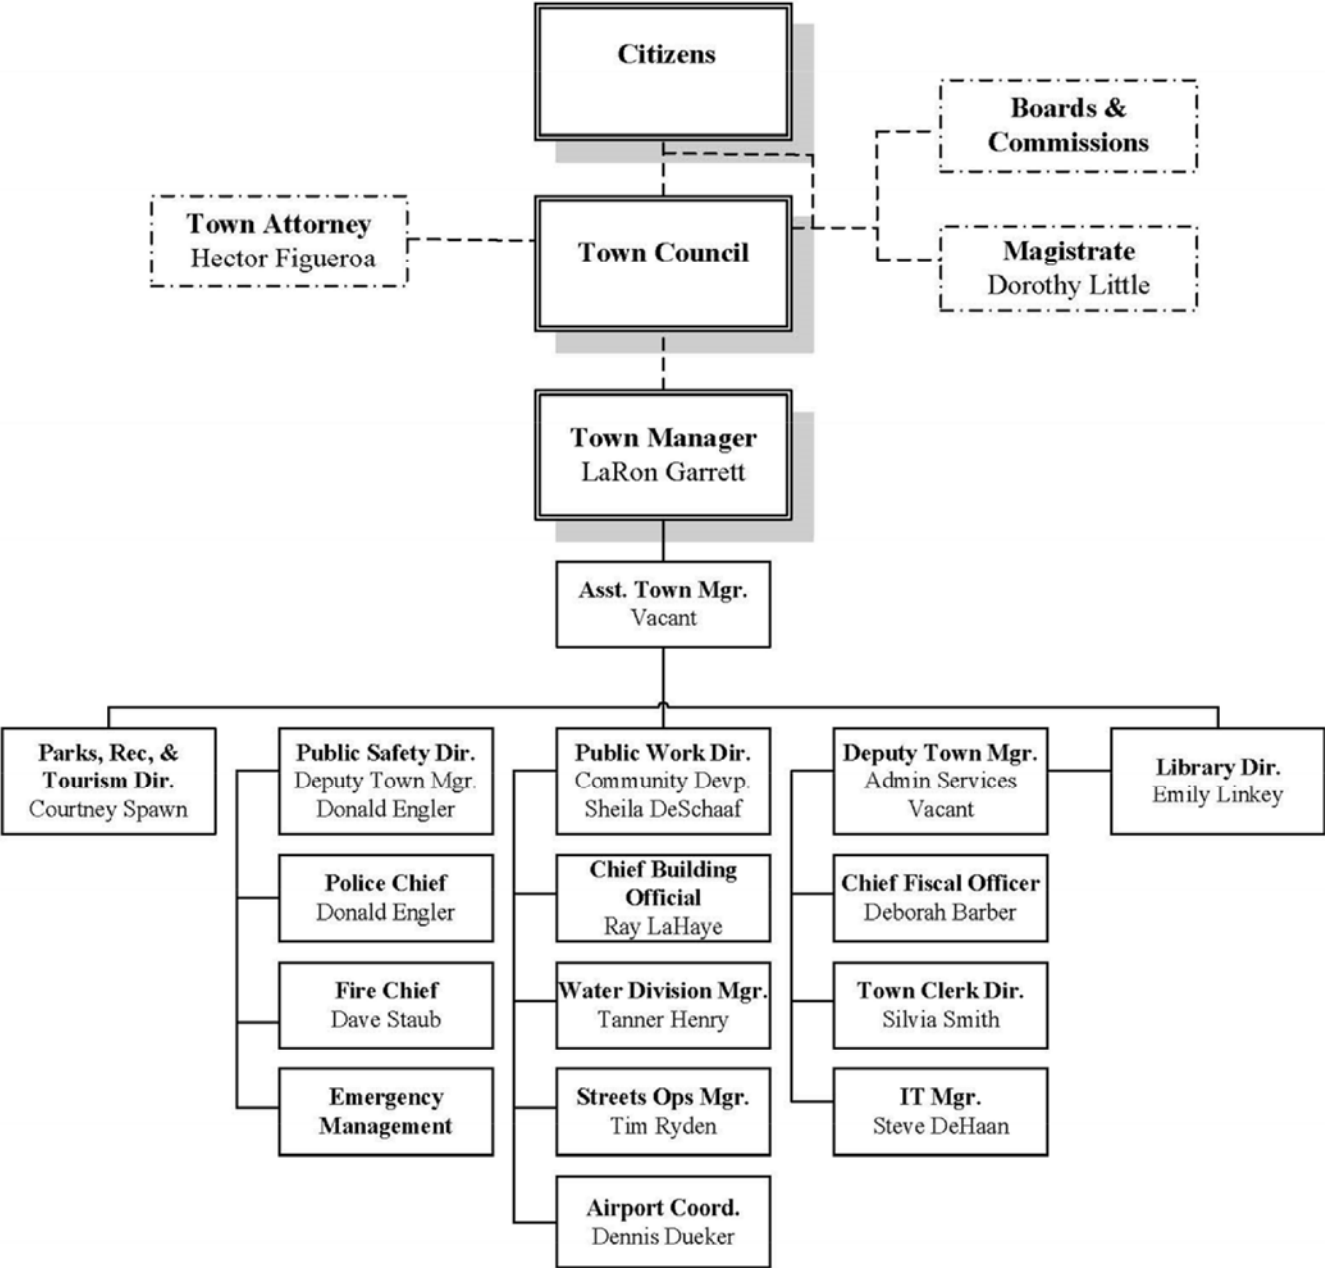 Citizens
Boards &
Commissions
Town Attorney
Hector Figueroa
Town Council
Magistrate
Dorothy Little
Town Manager
LaRon Garrett
Asst. Town Mgr.
Vacant
Parks, Rec, &
Tourism Dir.
Courtney Spawn
Public Safety Dir.
Deputy Town Mgr.
Donald Engler
Public Work Dir.
Community Devp.
Sheila DeSchaaf
Deputy Town Mgr.
Admin Services
Vacant
Library Dir.
Emily Linkey
Police Chief
Donald Engler
Chief Building
Official
Ray LaHaye
Chief Fiscal Officer
Deborah Barber
Fire Chief
Dave Staub
Water Division Mgr.
Tanner Henry
Town Clerk Dir.
Silvia Smith
Emergency
Management
Streets Ops Mgr.
Tim Ryden
IT Mgr.
Steve DeHaan
Airport Coord.
Dennis Dueker